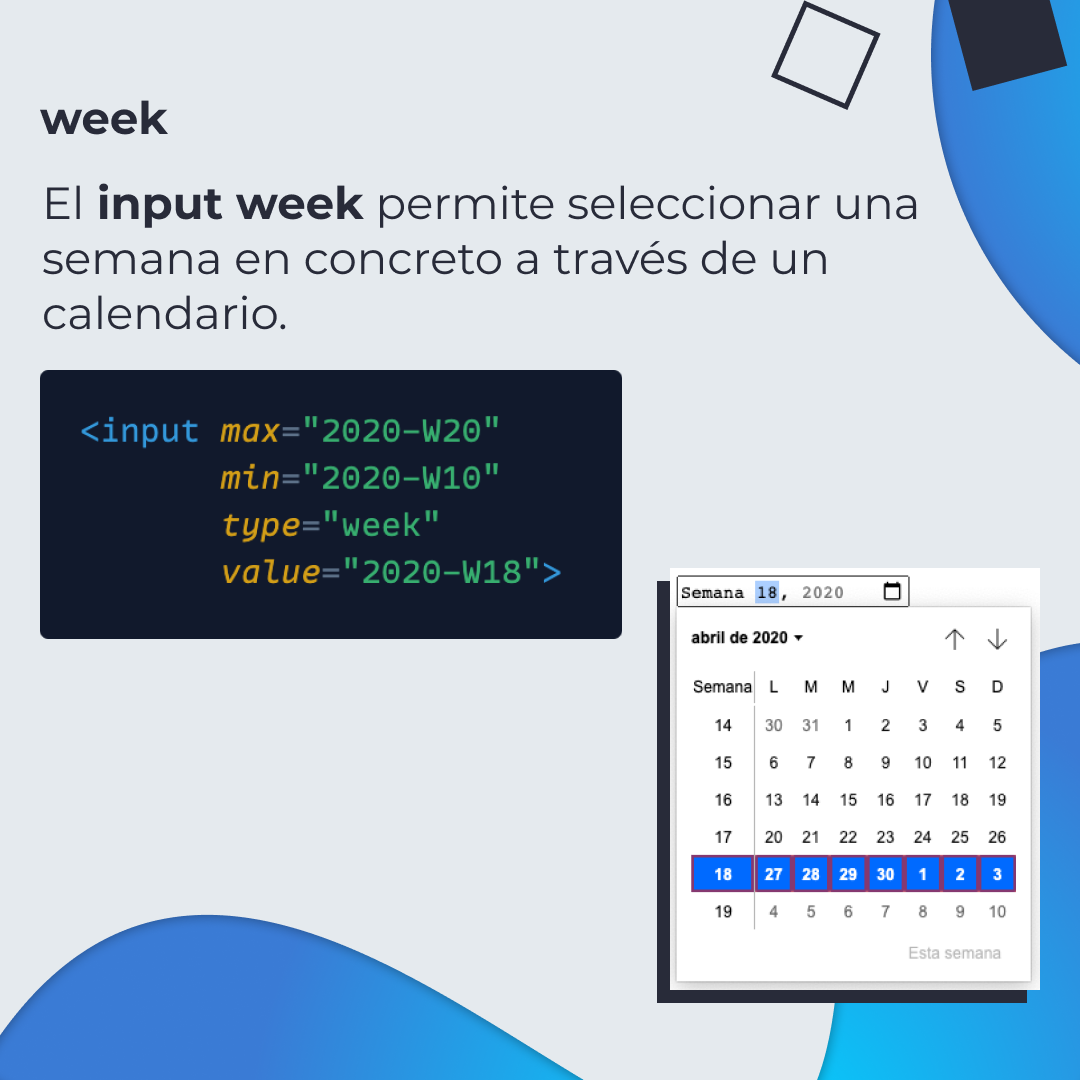 week
El input week permite seleccionar una
semana en concreto a través de un
calendario.
<input max="2020-W20"
min="2020-W10"
type="week"
value="2020-W18">
Semana 18, 2020
abril de 2020
Semana L M M J V S D
14 30 31 1 2 3 4 5
15 6 7 8 9 10 11 12
16 13 14 15 16 17 18 19
17 20 21 22 23 24 25 26
18 27 28 29 30 1 2 3
19 4 5 6 7 8 9 10
Esta semana